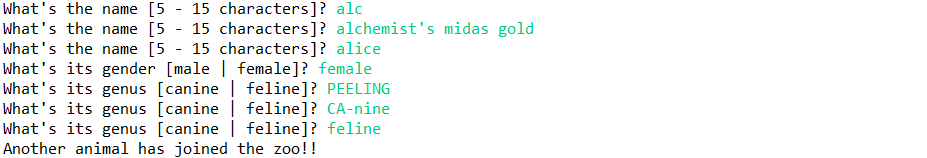 What's the name [5 - 15 characters]? alc
What's the name [5 - 15 characters]? alchemist's midas gold
What's the name [5 - 15 characters]? alice
What's its gender [male | female]? female
What's its genus [canine | feline]? PEELING
What's its genus [canine | feline]? CA-nine
What's its genus [canine | feline]? feline
Another animal has joined the zoo!!